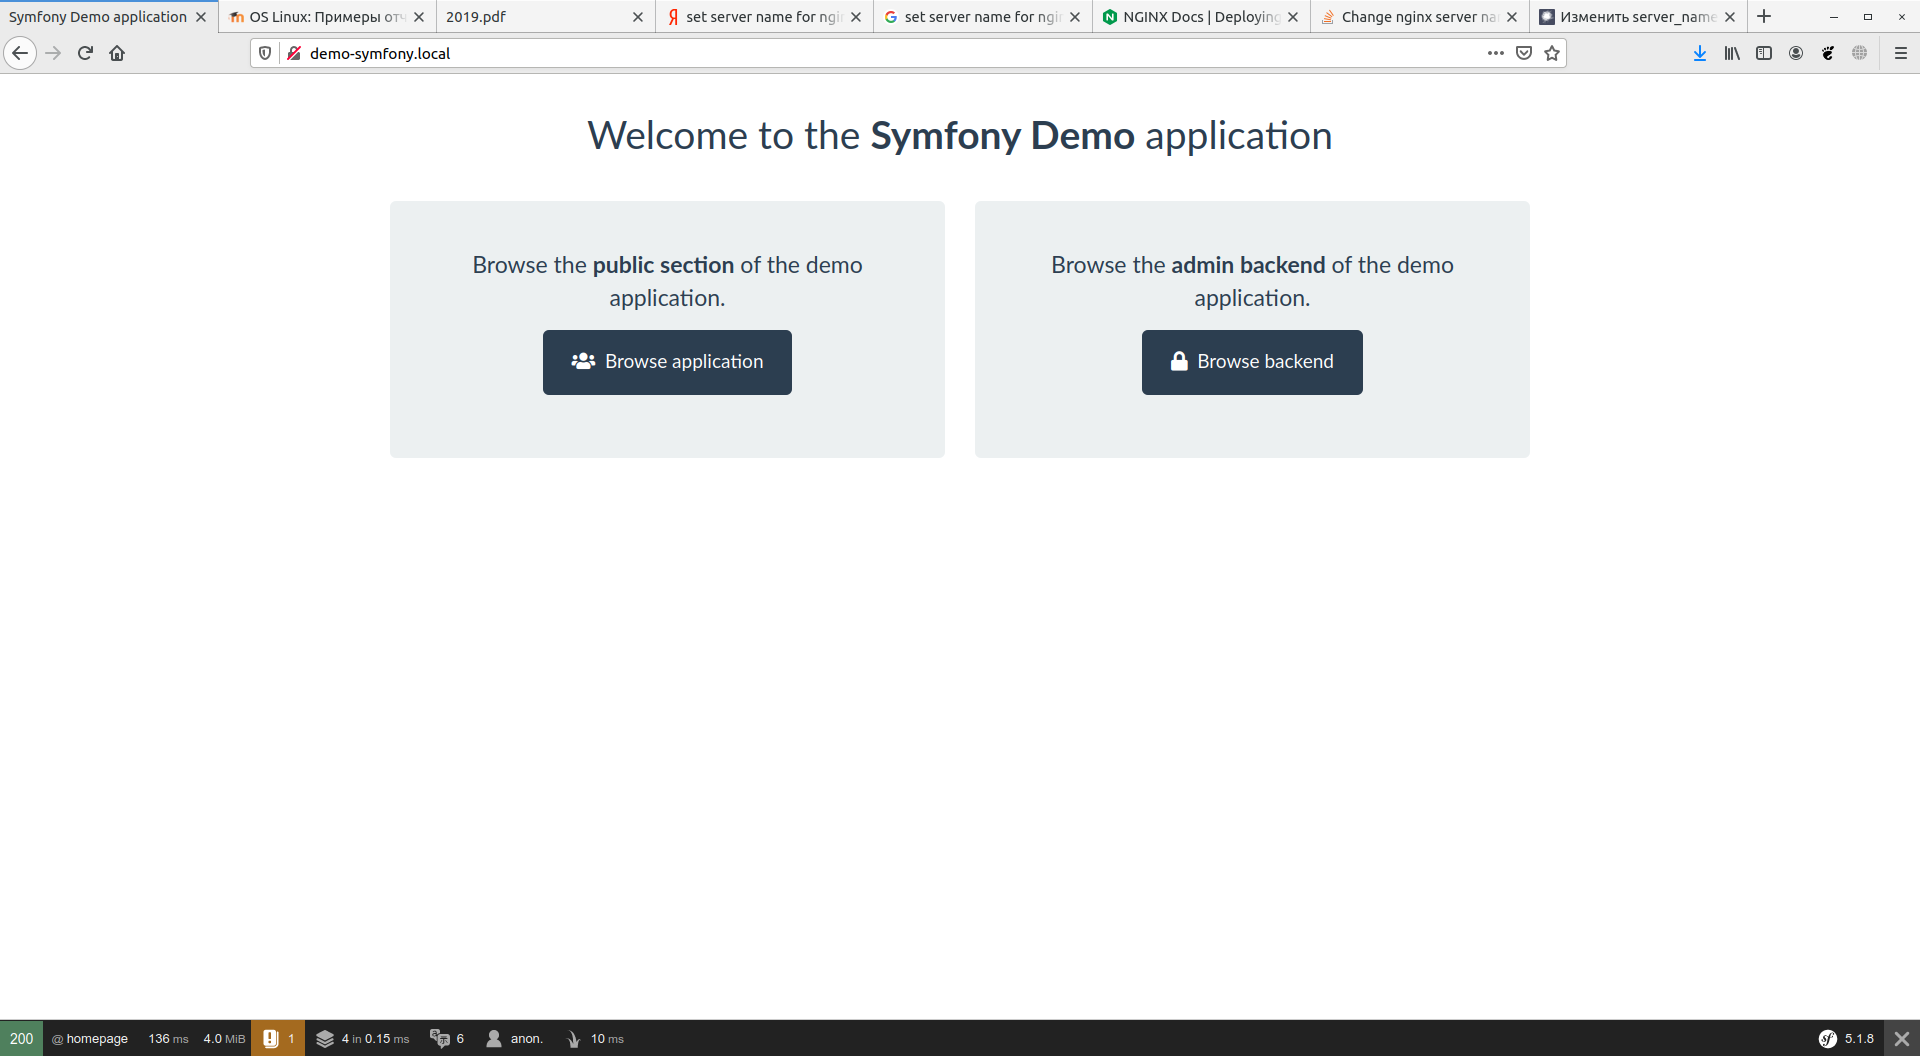 Symfony Demo application
OS Linux: Примеры отч
2019.pdf
set server name for ngi
set server name for ngi
NGINX Docs | Deploying
Change nginx server na
Изменить server_name
demo-symfony.local
Welcome to the Symfony Demo application
Browse the public section of the demo
application.
Browse application
Browse the admin backend of the demo
application.
Browse backend
200 @ homepage 136 ms 4.0 MiB 1 4 in 0.15 ms 6 anon. 10 ms 5.1.8